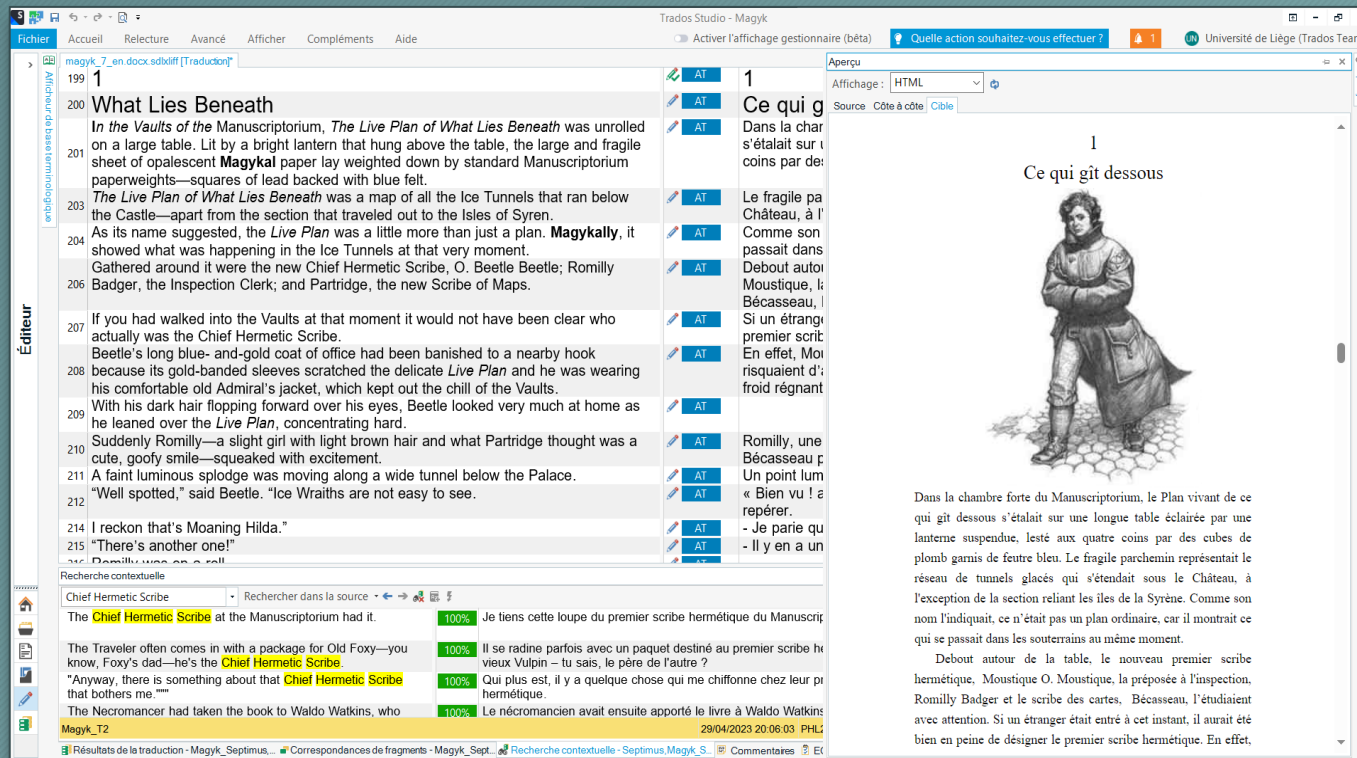 Trados Studio - Magyk
Fichier Accueil Relecture Avancé Afficher Compléments Aide
Activer l'affichage gestionnaire (bêta)
Quelle action souhaitez-vous effectuer ?
1
UN Université de Liège (Trados Tear
Éditeur
Afficheur de base terminologique
magyk_7_en.docx.sdlxliff [Traduction]*
199 1 AT 1
200 What Lies Beneath AT Ce qui g
201 In the Vaults of the Manuscriptorium, The Live Plan of What Lies Beneath was unrolled AT Dans la char
on a large table. Lit by a bright lantern that hung above the table, the large and fragile s'étalait sur
sheet of opalescent Magykal paper lay weighted down by standard Manuscriptorium coins par des
paperweights—squares of lead backed with blue felt.
203 The Live Plan of What Lies Beneath was a map of all the Ice Tunnels that ran below AT Le fragile pa
the Castle—apart from the section that traveled out to the Isles of Syren. Château, à l'
204 As its name suggested, the Live Plan was a little more than just a plan. Magykally, it AT Comme son
showed what was happening in the Ice Tunnels at that very moment. passait dans
206 Gathered around it were the new Chief Hermetic Scribe, O. Beetle Beetle; Romilly AT Debout autou
Badger, the Inspection Clerk; and Partridge, the new Scribe of Maps. Moustique, la
Bécasseau, l
207 If you had walked into the Vaults at that moment it would not have been clear who AT Si un étrange
actually was the Chief Hermetic Scribe. premier scrib
208 Beetle's long blue- and-gold coat of office had been banished to a nearby hook AT En effet, Mou
because its gold-banded sleeves scratched the delicate Live Plan and he was wearing risquaient d'a
his comfortable old Admiral's jacket, which kept out the chill of the Vaults. froid régnant
209 With his dark hair flopping forward over his eyes, Beetle looked very much at home as AT
he leaned over the Live Plan, concentrating hard.
210 Suddenly Romilly—a slight girl with light brown hair and what Partridge thought was a AT Romilly, une
cute, goofy smile—squeaked with excitement. Bécasseau p
211 A faint luminous splodge was moving along a wide tunnel below the Palace. AT Un point lum
212 “Well spotted,” said Beetle. “Ice Wraiths are not easy to see. AT « Bien vu ! a
repérer.
214 I reckon that's Moaning Hilda.” AT - Je parie qu
215 “There's another one!” AT - Il y en a un
Recherche contextuelle
Chief Hermetic Scribe Rechercher dans la source
The Chief Hermetic Scribe at the Manuscriptorium had it. 100% Je tiens cette loupe du premier scribe hermétique du Manuscrip
The Traveler often comes in with a package for Old Foxy—you 100% Il se radine parfois avec un paquet destiné au premier scribe he
know, Foxy's dad—he's the Chief Hermetic Scribe. vieux Vulpin – tu sais, le père de l'autre ?
"Anyway, there is something about that Chief Hermetic Scribe 100% Qui plus est, il y a quelque chose qui me chiffonne chez leur pr
that bothers me."""" hermétique.
The Necromancer had taken the book to Waldo Watkins, who 100% Le nécromancien avait ensuite apporté le livre à Waldo Watkins
Magyk_T2 29/04/2023 20:06:03 PHL2
Résultats de la traduction - Magyk_Septimus,... Correspondances de fragments - Magyk_Sept... Recherche contextuelle - Septimus,Magyk_S... Commentaires
Aperçu
Affichage : HTML
Source Côte à côte Cible
1
Ce qui gît dessous
Dans la chambre forte du Manuscriptorium, le Plan vivant de ce
qui gît dessous s’étalait sur une longue table éclairée par une
lanterne suspendue, lesté aux quatre coins par des cubes de
plomb garnis de feutre bleu. Le fragile parchemin représentait le
réseau de tunnels glacés qui s'étendait sous le Château, à
l'exception de la section reliant les îles de la Syrène. Comme son
nom l'indiquait, ce n’était pas un plan ordinaire, car il montrait ce
qui se passait dans les souterrains au même moment.
Debout autour de la table, le nouveau premier scribe
hermétique, Moustique O. Moustique, la préposée à l'inspection,
Romilly Badger et le scribe des cartes, Bécasseau, l’étudiaient
avec attention. Si un étranger était entré à cet instant, il aurait été
bien en peine de désigner le premier scribe hermétique. En effet,